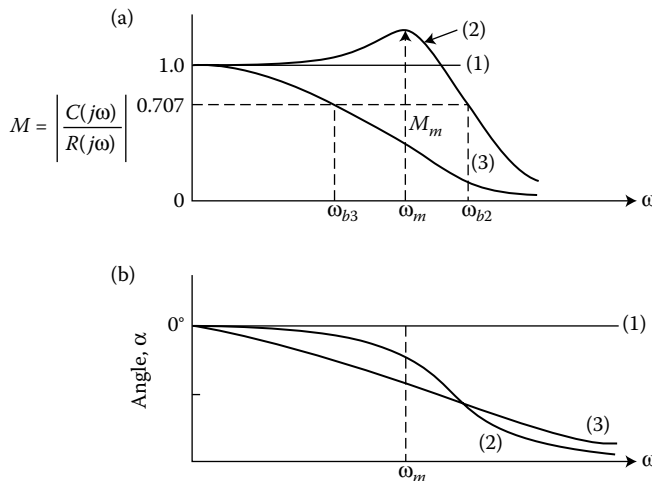 (a)
(2)
1.0
(1)
0.707
M = | C(jω) / R(jω) |
M_m
(3)
0
ω_b3
ω_m
ω_b2
ω
(b)
0°
(1)
Angle, α
(3)
(2)
ω_m
ω